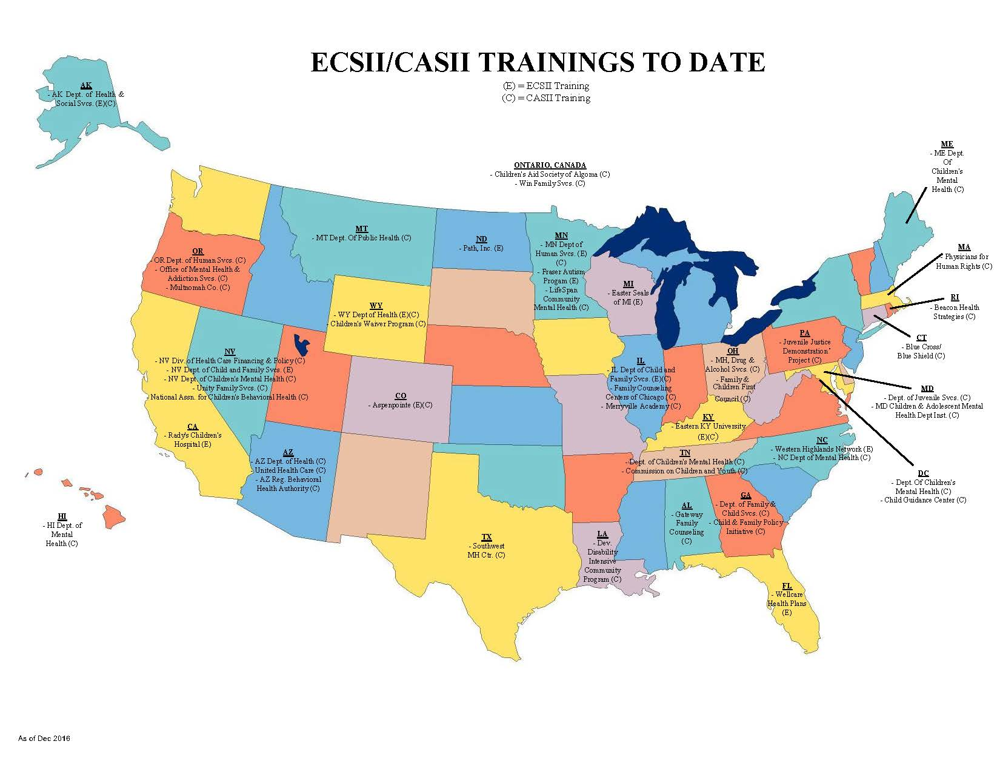 ECSII/CASII TRAININGS TO DATE
(E) = ECSII Training
(C) = CASII Training
AK
- AK Dept. of Health &
Social Svcs. (E)(C)
ONTARIO, CANADA
- Children's Aid Society of Algoma (C)
- Win Family Svcs. (C)
ME
- ME Dept.
Of
Children's
Mental
Health (C)
MT
- MT Dept. Of Public Health (C)
ND
- Path, Inc. (E)
MN
- MN Dept of
Human Svcs. (E)
(C)
- Fraser Autism
Progam (E)
- LifeSpan
Community
Mental Health (C)
OR
- OR Dept. of Human Svcs. (C)
- Office of Mental Health &
Addiction Svcs. (C)
- Multnomah Co. (C)
MI
- Easter Seals
of MI (E)
MA
- Physicians for
Human Rights (C)
WY
- WY Dept of Health (E)(C)
- Children's Waiver Program (C)
RI
- Beacon Health
Strategies (C)
PA
- Juvenile Justice
Demonstration
Project (C)
CT
- Blue Cross/
Blue Shield (C)
NV
- NV Div. of Health Care Financing & Policy (C)
- NV Dept. of Child and Family Svcs. (E)
- NV Dept. of Children's Mental Health (C)
- Unity Family Svcs. (C)
- National Assn. for Children's Behavioral Health (C)
IL
- IL Dept of Child and
Family Svcs. (E)(C)
- Family Counseling
Centers of Chicago (C)
- Merryville Academy (C)
OH
- MH, Drug &
Alcohol Svcs. (C)
- Family &
Children First
Council (C)
CO
- Aspenpointe (E)(C)
MD
- Dept. of Juvenile Svcs. (C)
- MD Children & Adolescent Mental
Health Dept Inst. (C)
CA
- Rady's Children's
Hospital (E)
KY
- Eastern KY University
(E)(C)
AZ
- AZ Dept. of Health (C)
- United Health Care (C)
- AZ Reg. Behavioral
Health Authority (C)
TN
- Dept. of Children's Mental Health (C)
- Commission on Children and Youth (C)
NC
- Western Highlands Network (E)
- NC Dept of Mental Health (C)
DC
- Dept. Of Children's
Mental Health (C)
- Child Guidance Center (C)
HI
- HI Dept. of
Mental
Health (C)
AL
- Gateway
Family
Counseling
(C)
GA
- Dept. of Family &
Child Svcs. (C)
- Child & Family Policy
Initiative (C)
TX
- Southwest
MH Ctr. (C)
LA
- Dev.
Disability
Intensive
Community
Program (C)
FL
- Wellcare
Health Plans
(E)
As of Dec 2016